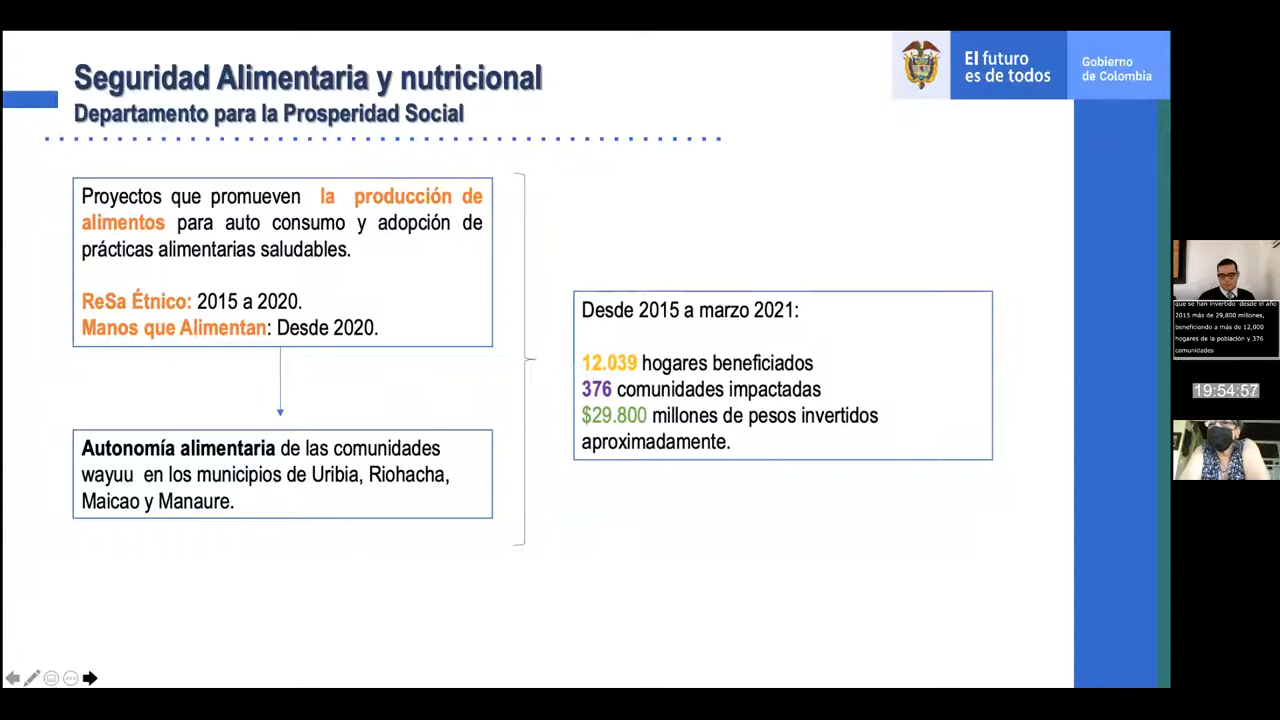 Seguridad Alimentaria y nutricional
Departamento para la Prosperidad Social
El futuro
es de todos
Gobierno
de Colombia
Proyectos que promueven la producción de
alimentos para auto consumo y adopción de
prácticas alimentarias saludables.
ReSa Étnico: 2015 a 2020.
Manos que Alimentan: Desde 2020.
Autonomía alimentaria de las comunidades
wayuu en los municipios de Uribia, Riohacha,
Maicao y Manaure.
Desde 2015 a marzo 2021:
12.039 hogares beneficiados
376 comunidades impactadas
$29.800 millones de pesos invertidos
aproximadamente.
que se han invertido desde el año
2015 más de 29,800 millones,
beneficiando a más de 12,000
hogares de la población y 376
comunidades
19:54:57